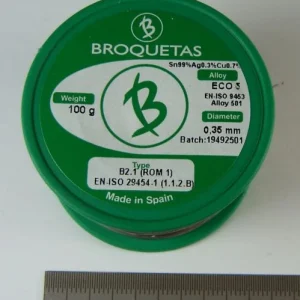 B
BROQUETAS
Sn99%Ag0.3%Cu0.7%
Alloy
ECO 3
EN-ISO 9453
Alloy 501
Weight
100 g
B
Diameter
0,35 mm
Batch:19492501
Type
B2.1 (ROM 1)
EN-ISO 29454-1 (1.1.2.B)
Made in Spain